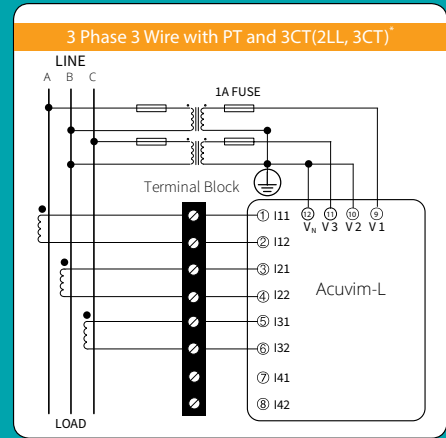 3 Phase 3 Wire with PT and 3CT(2LL, 3CT)*
LINE
A B C
1A FUSE
Terminal Block
12 11 10 9
VN V3 V2 V1
1 I11
2 I12
3 I21
4 I22
5 I31
6 I32
7 I41
8 I42
Acuvim-L
LOAD